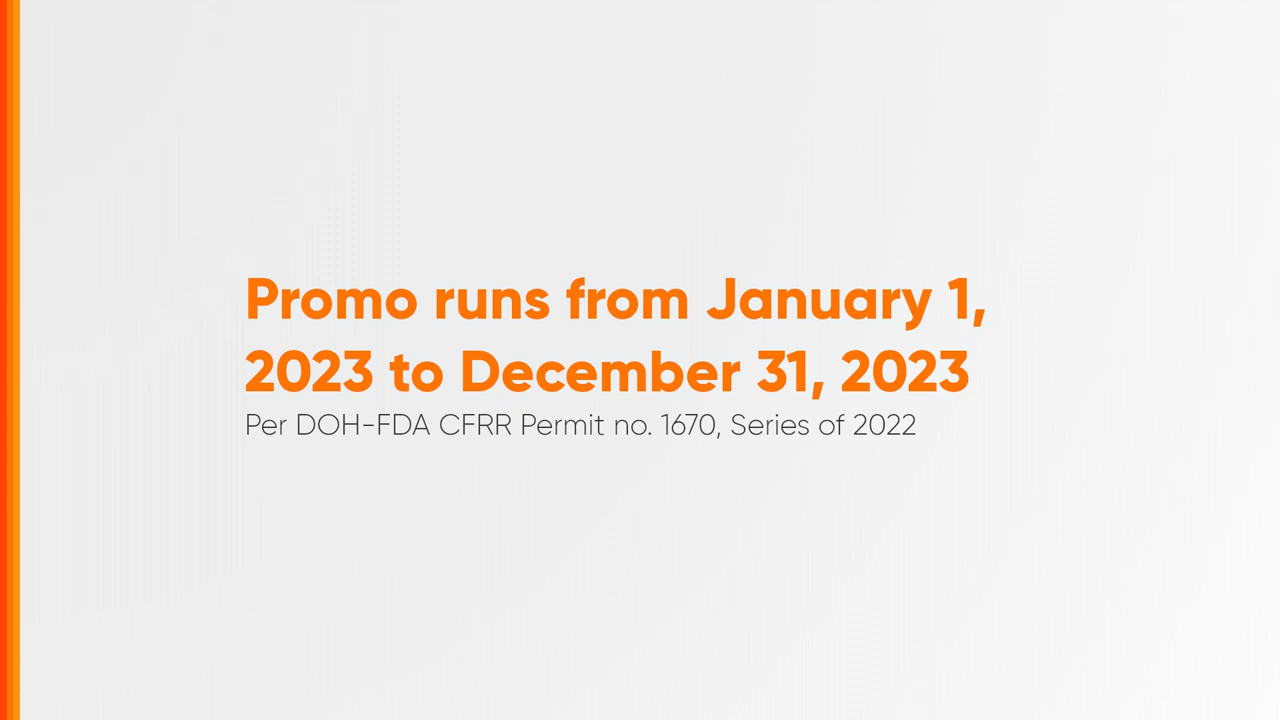 Promo runs from January 1,
2023 to December 31, 2023
Per DOH-FDA CFRR Permit no. 1670, Series of 2022